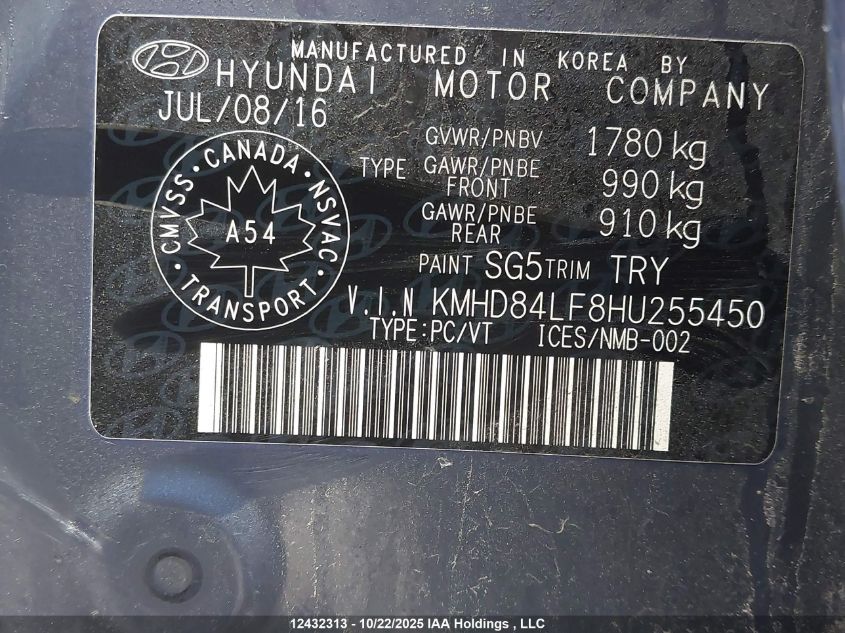 MANUFACTURED IN KOREA BY
HYUNDAI MOTOR COMPANY
JUL/08/16
GVWR/PNBV 1780 kg
TYPE GAWR/PNBE FRONT 990 kg
GAWR/PNBE REAR 910 kg
CANADA
CMVSS · NSVAC
A54
TRANSPORT
PAINT SG5 TRIM TRY
V.I.N KMHD84LF8HU255450
TYPE:PC/VT ICES/NMB-002
12432313 - 10/22/2025 IAA Holdings , LLC